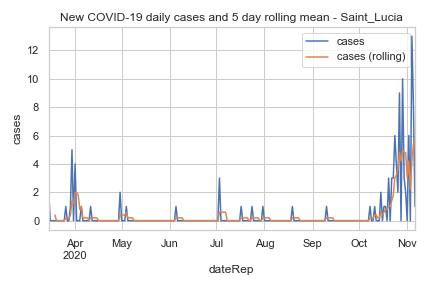 New COVID-19 daily cases and 5 day rolling mean - Saint_Lucia
cases
cases (rolling)
12
10
8
6
4
2
0
cases
Apr May Jun Jul Aug Sep Oct Nov
2020
dateRep